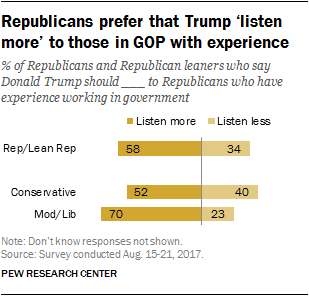 Republicans prefer that Trump ‘listen
more’ to those in GOP with experience
% of Republicans and Republican leaners who say
Donald Trump should ___ to Republicans who have
experience working in government
Listen more Listen less
Rep/Lean Rep 58 34
Conservative 52 40
Mod/Lib 70 23
Note: Don’t know responses not shown.
Source: Survey conducted Aug. 15-21, 2017.
PEW RESEARCH CENTER